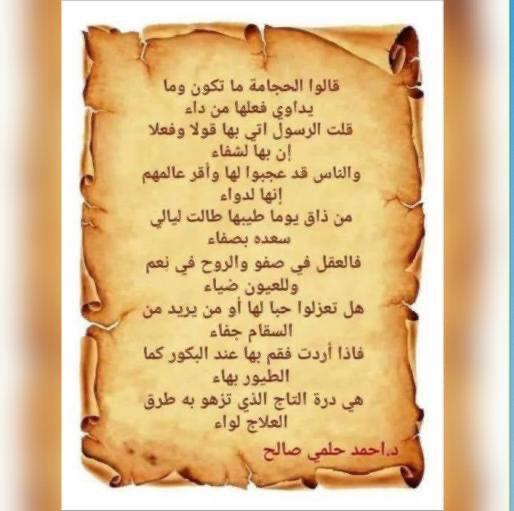 قالوا الحجامة ما تكون وما
يداوي فعلها من داء
قلت الرسول اتي بها قولا وفعلا
إن بها لشفاء
والناس قد عجبوا لها وأقر عالمهم
إنها لدواء
من ذاق يوما طيبها طالت ليالي
سعده بصفاء
فالعقل في صفو والروح في نعم
وللعيون ضياء
هل تعزلوا حبا لها أو من يريد من
السقام جفاء
فاذا أردت فقم بها عند البكور كما
الطيور بهاء
هي درة التاج الذي تزهو به طرق
العلاج لواء
د.احمد حلمي صالح